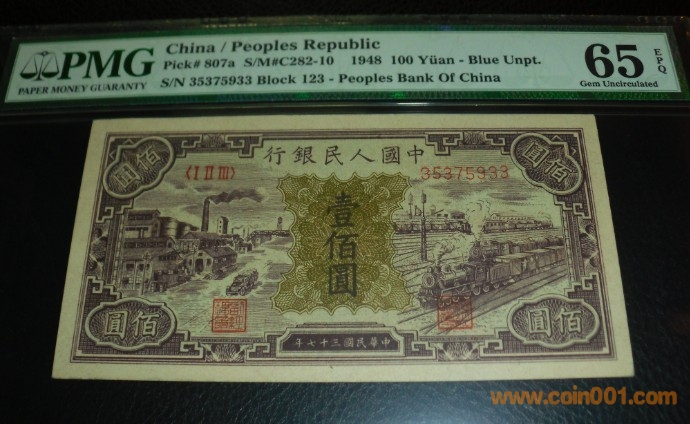 PMG
PAPER MONEY GUARANTY
China / Peoples Republic
Pick# 807a S/M#C282-10 1948 100 Yüan - Blue Unpt.
S/N 35375933 Block 123 - Peoples Bank Of China
65 EPQ
Gem Uncirculated
行銀民人國中
〈I II III〉
35375933
圓佰
圓佰
壹佰圓
圓佰
圓佰
年七十三國民華中
www.coin001.com